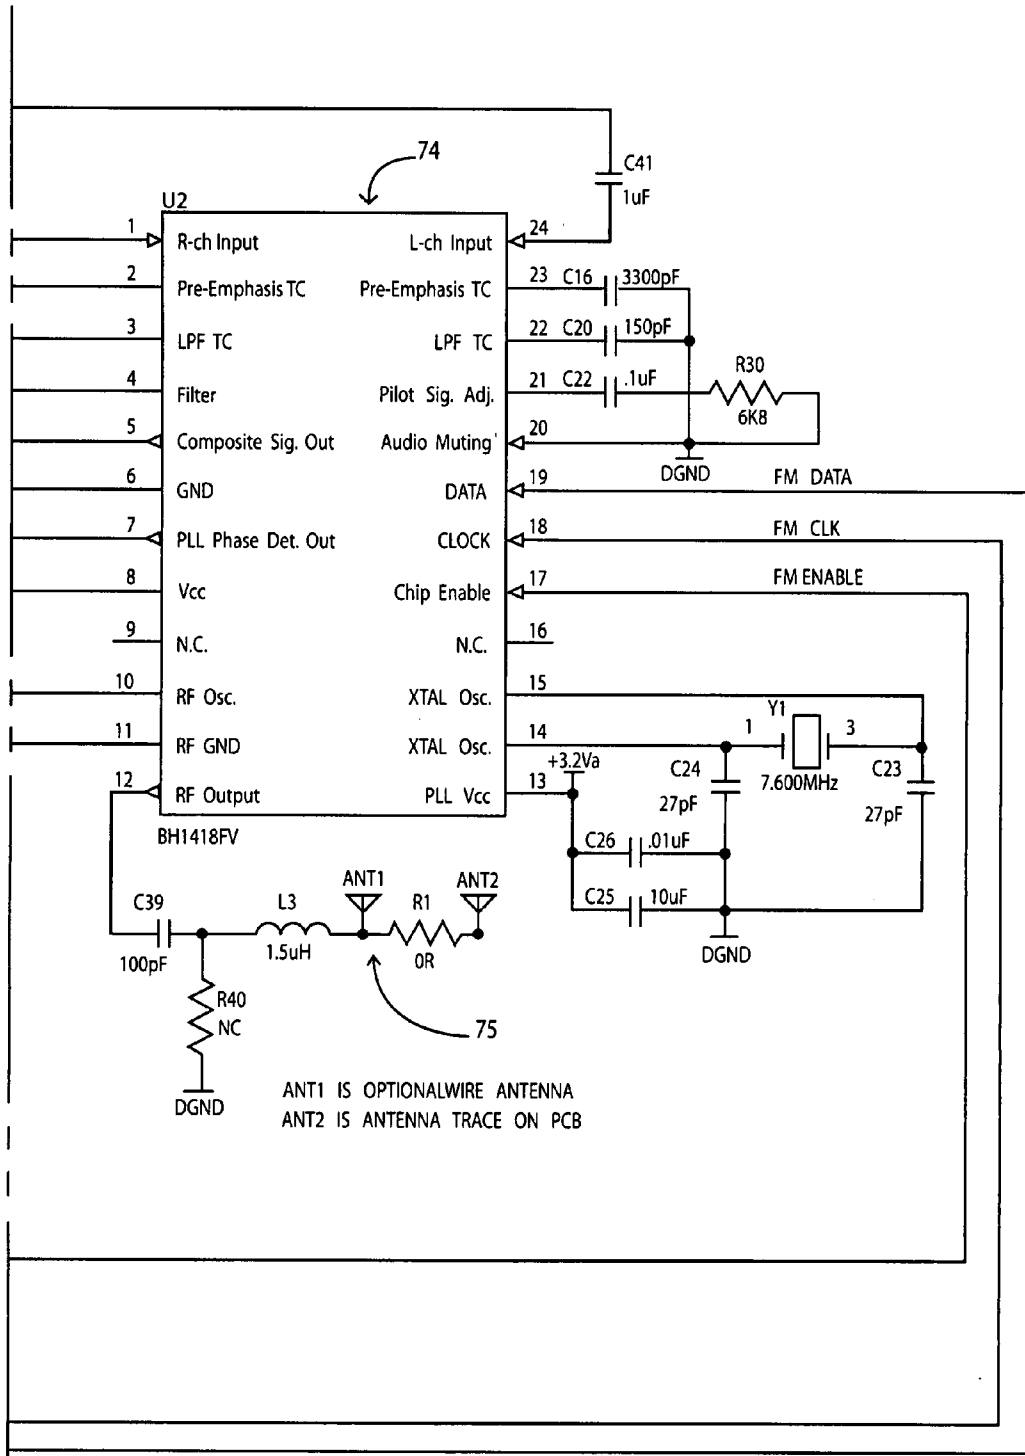 74
C41
1uF
U2
1 R-ch Input L-ch Input 24
2 Pre-Emphasis TC Pre-Emphasis TC 23 C16 3300pF
3 LPF TC LPF TC 22 C20 150pF
4 Filter Pilot Sig. Adj. 21 C22 .1uF R30
6K8
5 Composite Sig. Out Audio Muting 20
DGND
6 GND DATA 19 FM DATA
7 PLL Phase Det. Out CLOCK 18 FM CLK
8 Vcc Chip Enable 17 FM ENABLE
9 N.C. N.C. 16
10 RF Osc. XTAL Osc. 15
11 RF GND XTAL Osc. 14 1 Y1 3
7.600MHz
12 RF Output PLL Vcc 13 +3.2Va
C24
27pF
C23
27pF
BH1418FV
C26 .01uF
C25 10uF
DGND
ANT1 ANT2
C39 L3 R1
100pF 1.5uH 0R
R40
NC
DGND
75
ANT1 IS OPTIONALWIRE ANTENNA
ANT2 IS ANTENNA TRACE ON PCB